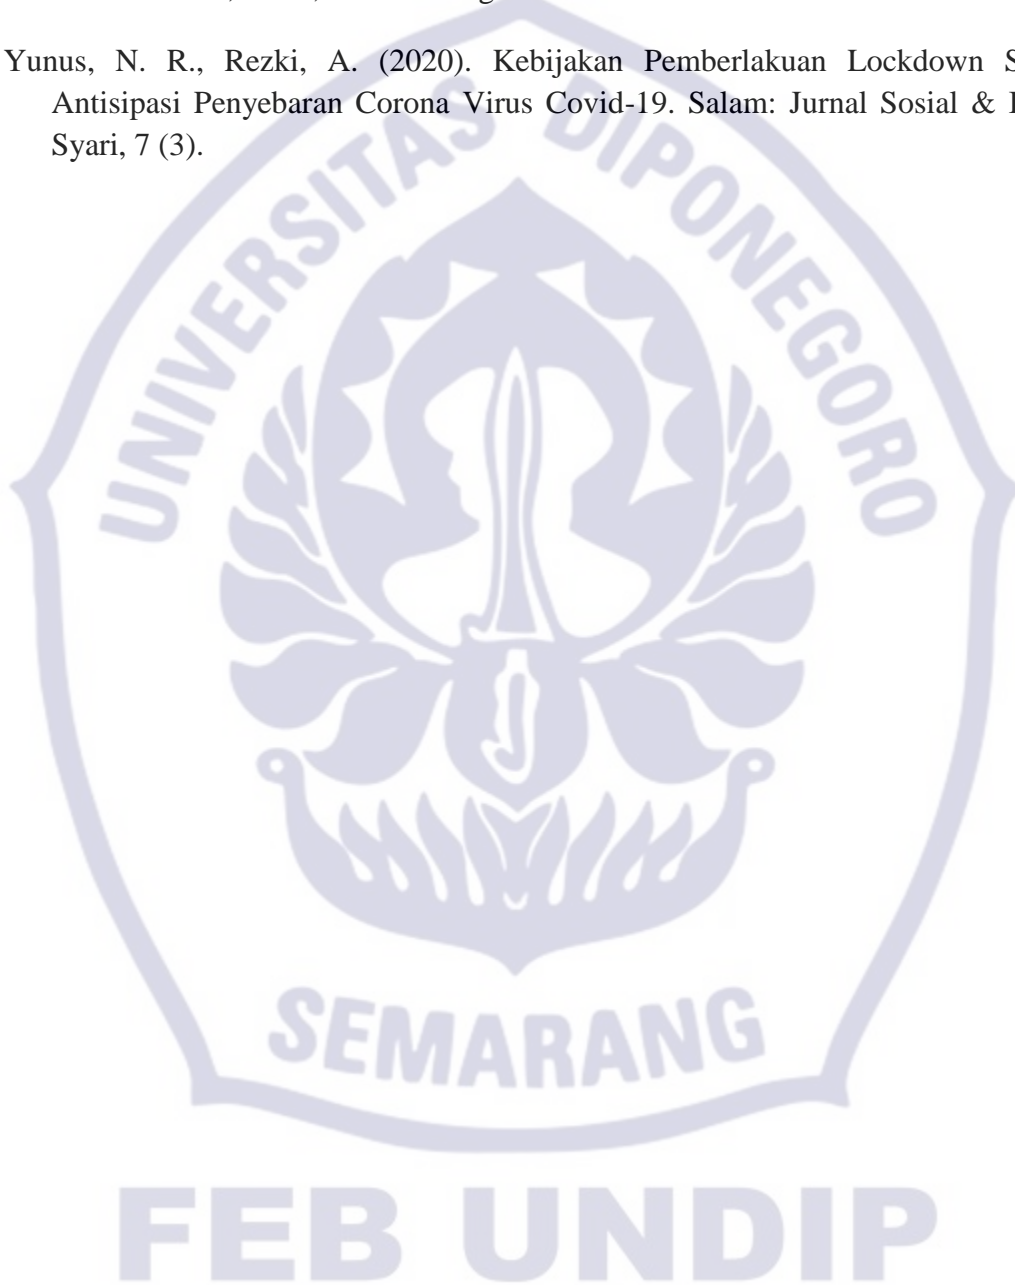 Yunus, N. R., Rezki, A. (2020). Kebijakan Pemberlakuan Lockdown
Antisipasi Penyebaran Corona Virus Covid-19. Salam: Jurnal Sosial &
Syari, 7 (3).
UNIVERSITAS DIPONEGORO
SEMARANG
FEB UNDIP